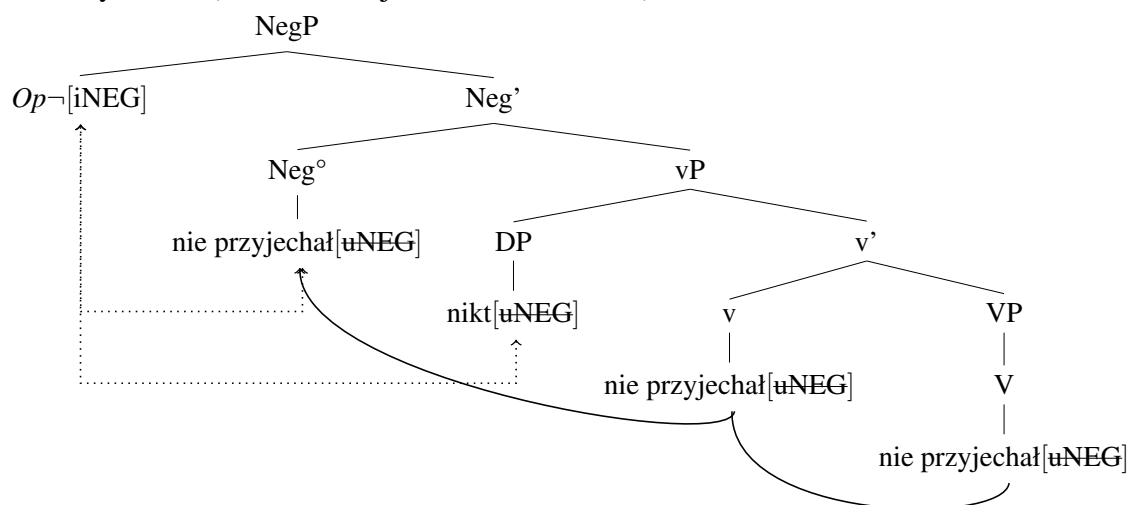 NegP
Op¬[iNEG] Neg’
Neg° vP
nie przyjechał[uNEG] DP v’
nikt[uNEG] v VP
nie przyjechał[uNEG] V
nie przyjechał[uNEG]